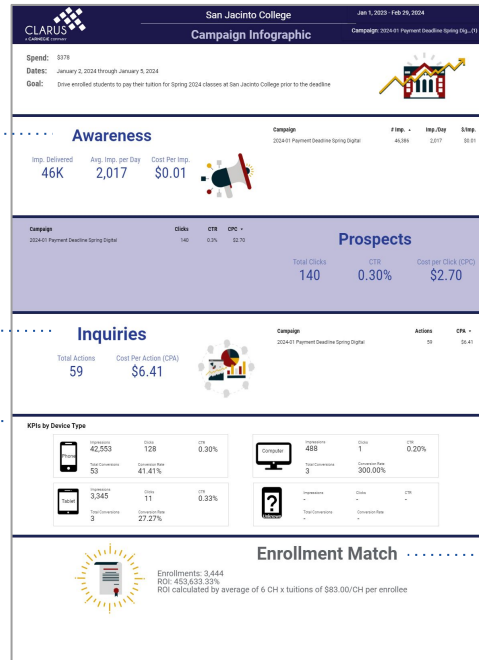 CLARUS
a CARNEGIE company
San Jacinto College
Campaign Infographic
Jan 1, 2023 - Feb 29, 2024
Campaign: 2024-01 Payment Deadline Spring Dig...(1)
Spend: $378
Dates: January 2, 2024 through January 5, 2024
Goal: Drive enrolled students to pay their tuition for Spring 2024 classes at San Jacinto College prior to the deadline
Awareness
Imp. Delivered Avg. Imp. per Day Cost Per Imp.
46K 2,017 $0.01
Campaign # Imp. Imp./Day $/Imp.
2024-01 Payment Deadline Spring Digital 46,386 2,017 $0.01
Campaign Clicks CTR CPC
2024-01 Payment Deadline Spring Digital 140 0.3% $2.70
Prospects
Total Clicks CTR Cost per Click (CPC)
140 0.30% $2.70
Inquiries
Total Actions Cost Per Action (CPA)
59 $6.41
Campaign Actions CPA
2024-01 Payment Deadline Spring Digital 59 $6.41
KPIs by Device Type
Phone
Impressions Clicks CTR
42,553 128 0.30%
Total Conversions Conversion Rate
53 41.41%
Computer
Impressions Clicks CTR
488 1 0.20%
Total Conversions Conversion Rate
3 300.00%
Tablet
Impressions Clicks CTR
3,345 11 0.33%
Total Conversions Conversion Rate
3 27.27%
?
Impressions Clicks CTR
- - -
Total Conversions Conversion Rate
- -
Enrollment Match
Enrollments: 3,444
ROI: 453,633.33%
ROI calculated by average of 6 CH x tuitions of $83.00/CH per enrollee